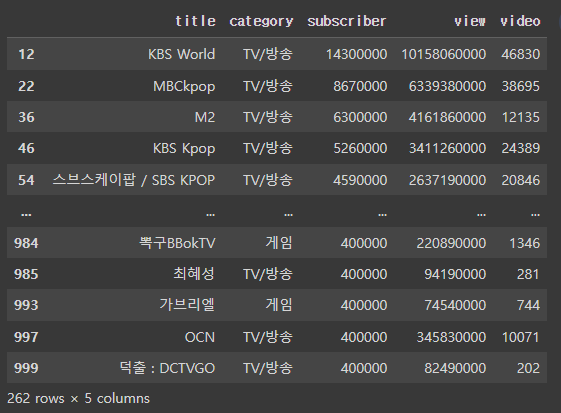 title category subscriber view video
12 KBS World TV/방송 14300000 10158060000 46830
22 MBCkpop TV/방송 8670000 6339380000 38695
36 M2 TV/방송 6300000 4161860000 12135
46 KBS Kpop TV/방송 5260000 3411260000 24389
54 스브스케이팝 / SBS KPOP TV/방송 4590000 2637190000 20846
... ... ... ... ... ...
984 뽁구BBokTV 게임 400000 220890000 1346
985 최혜성 TV/방송 400000 94190000 281
993 가브리엘 게임 400000 74540000 744
997 OCN TV/방송 400000 345830000 10071
999 덕출 : DCTVGO TV/방송 400000 82490000 202
262 rows × 5 columns